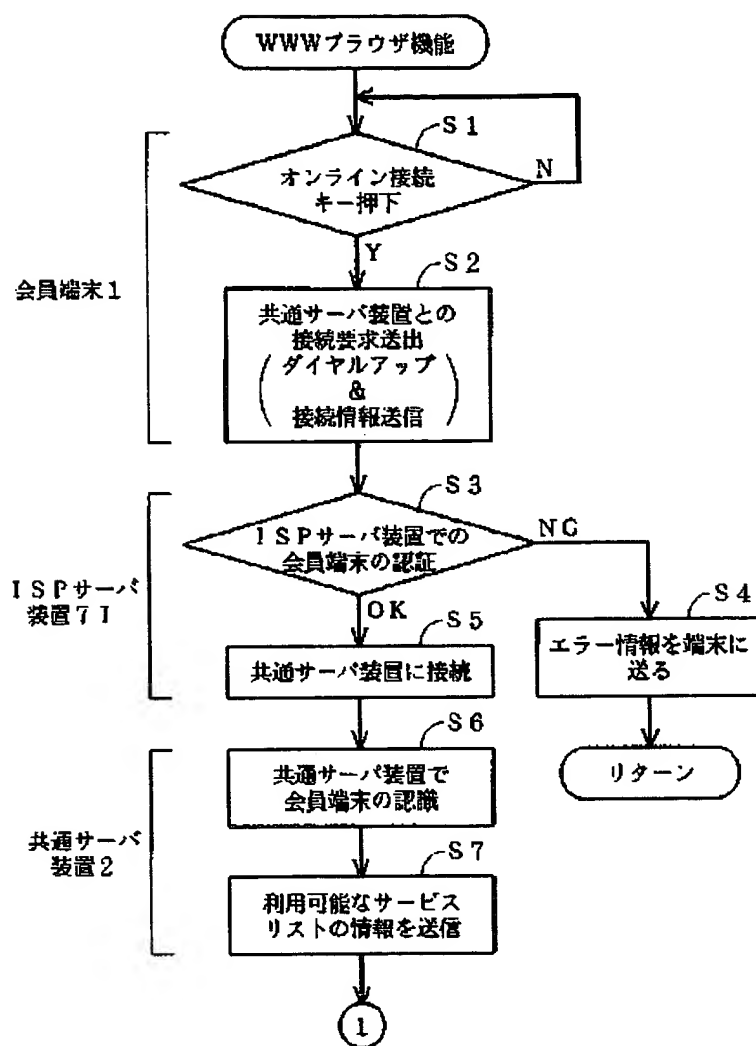 WWWブラウザ機能
S1
オンライン接続
キー押下
N
Y
会員端末1
S2
共通サーバ装置との
接続要求送出
(ダイヤルアップ
&
接続情報送信)
S3
ISPサーバ装置での
会員端末の認証
NG
OK
ISPサーバ
装置7I
S4
エラー情報を端末に
送る
S5
共通サーバ装置に接続
リターン
S6
共通サーバ装置で
会員端末の認識
共通サーバ
装置2
S7
利用可能なサービス
リストの情報を送信
1